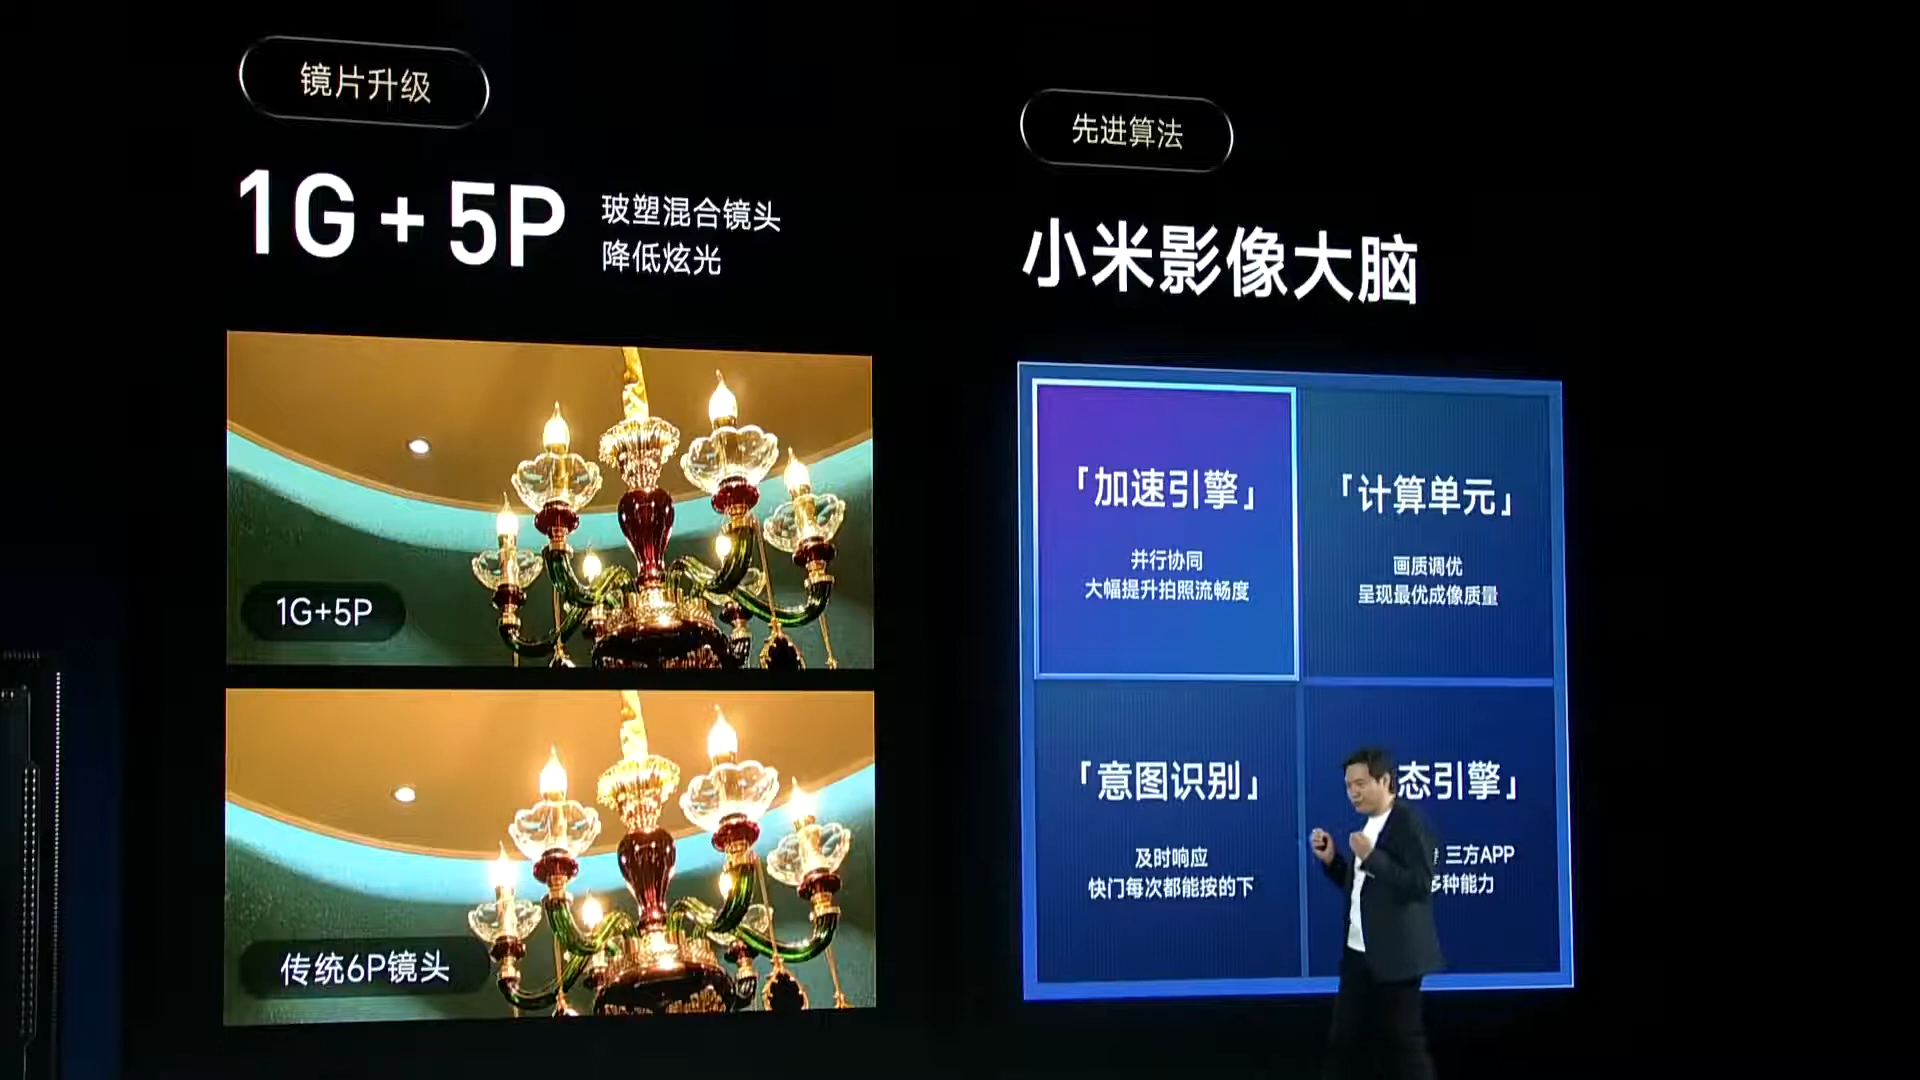 镜片升级
1G + 5P
玻塑混合镜头
降低炫光
1G+5P
传统6P镜头
先进算法
小米影像大脑
「加速引擎」
并行协同
大幅提升拍照流畅度
「计算单元」
画质调优
呈现最优成像质量
「意图识别」
及时响应
快门每次都能按的下
态引擎」
三方APP
多种能力